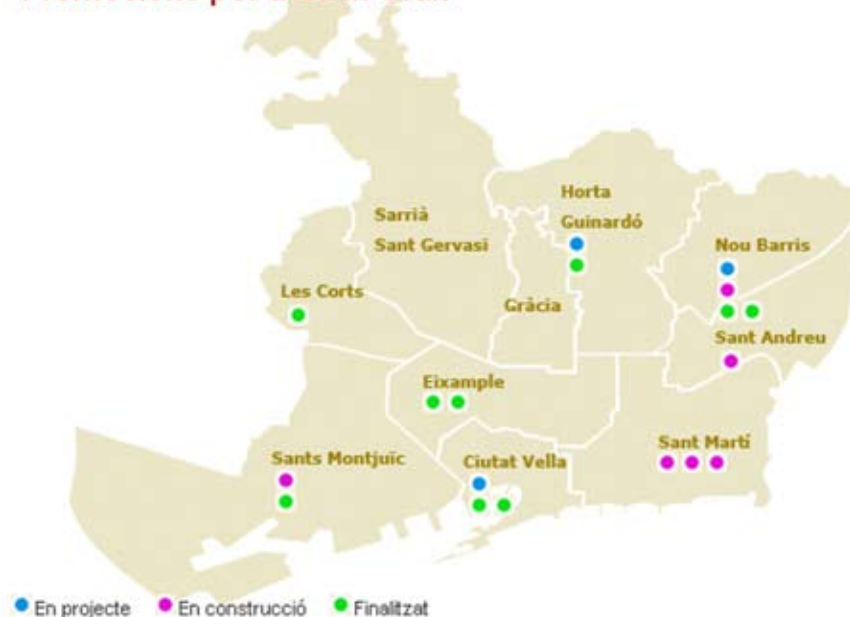 Sarrià
Sant Gervasi
Horta
Guinardó
Nou Barris
Les Corts
Gràcia
Sant Andreu
Eixample
Sants Montjuïc
Ciutat Vella
Sant Martí
En projecte
En construcció
Finalitzat